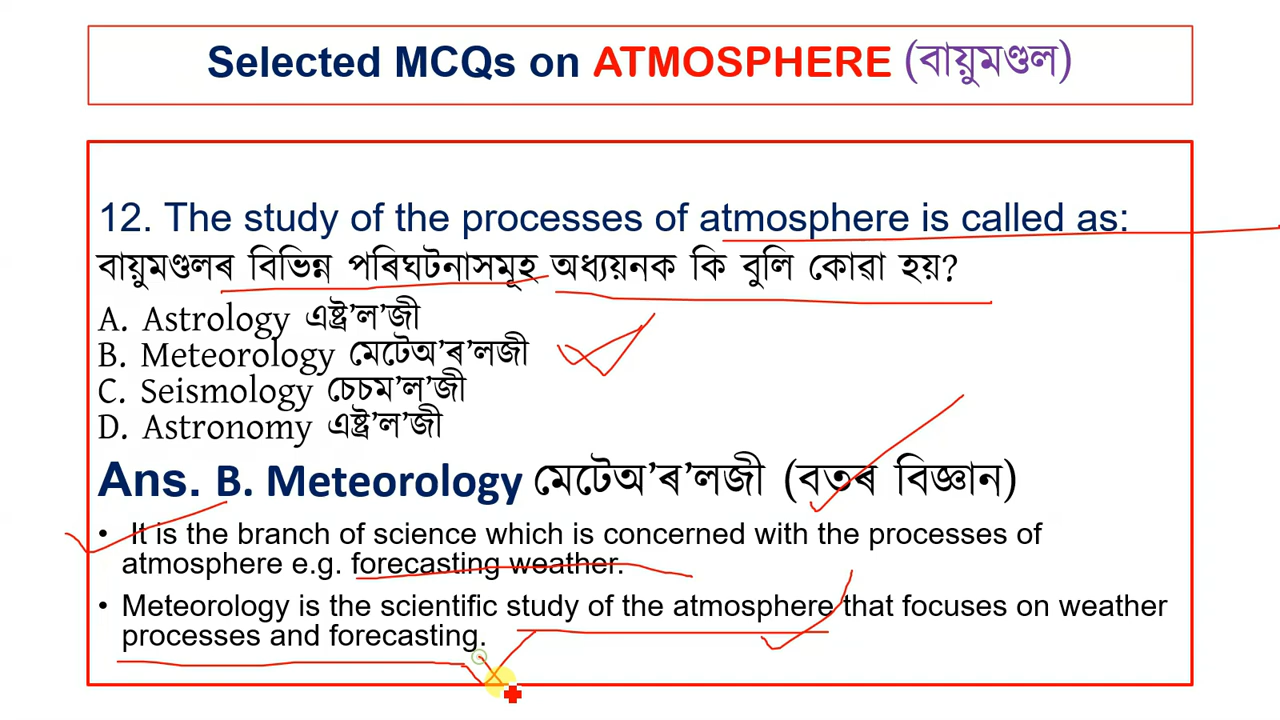 Selected MCQs on ATMOSPHERE (বায়ুমণ্ডল)
12. The study of the processes of atmosphere is called as:
বায়ুমণ্ডলৰ বিভিন্ন পৰিঘটনাসমূহ অধ্যয়নক কি বুলি কোৱা হয়?
A. Astrology এষ্ট্ৰ’ল’জী
B. Meteorology মেটেঅ’ৰ’লজী
C. Seismology চেচম’ল’জী
D. Astronomy এষ্ট্ৰ’ল’জী
Ans. B. Meteorology মেটেঅ’ৰ’লজী (বতৰ বিজ্ঞান)
• It is the branch of science which is concerned with the processes of
atmosphere e.g. forecasting weather.
• Meteorology is the scientific study of the atmosphere that focuses on weather
processes and forecasting.